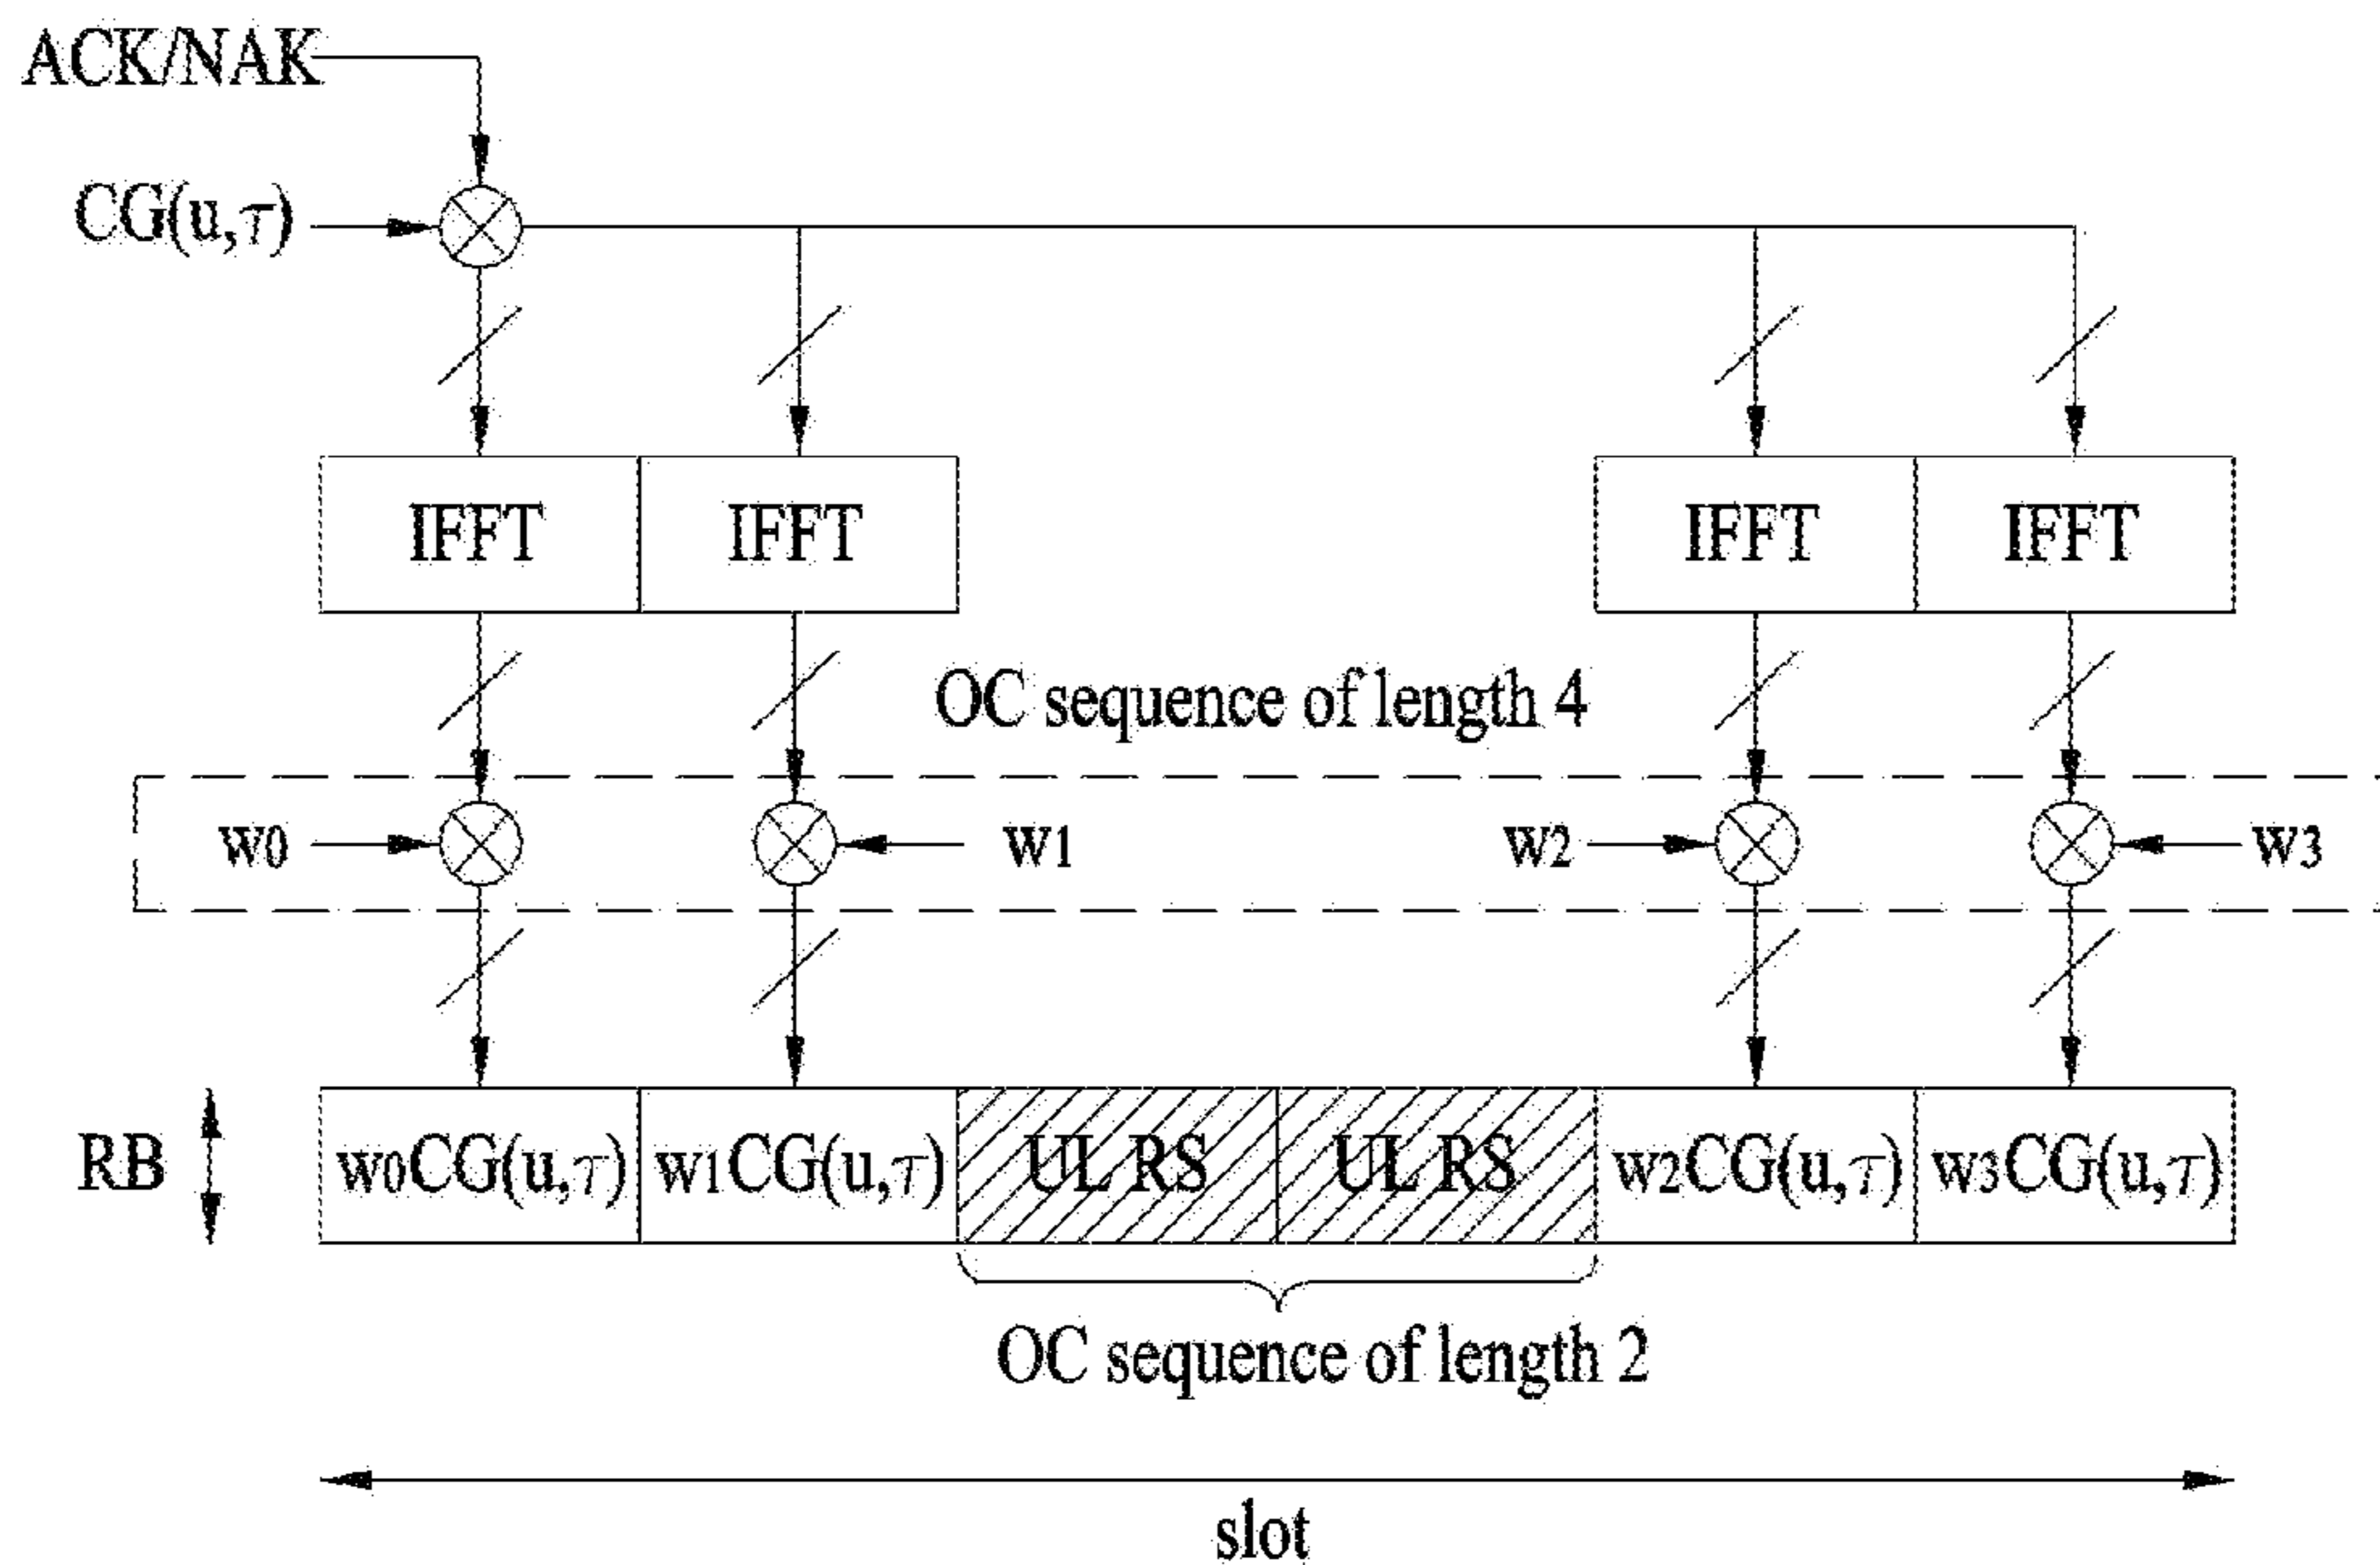 ACK/NAK
CG(u,τ)
IFFT IFFT IFFT IFFT
OC sequence of length 4
w0 w1 w2 w3
RB w0CG(u,τ) w1CG(u,τ) UL RS UL RS w2CG(u,τ) w3CG(u,τ)
OC sequence of length 2
slot